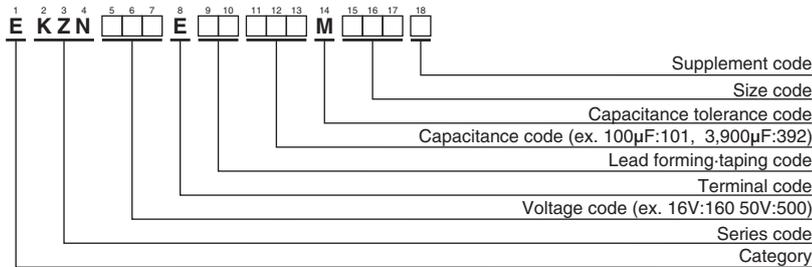 1 2 3 4 5 6 7 8 9 10 11 12 13 14 15 16 17 18
E K Z N E M
Supplement code
Size code
Capacitance tolerance code
Capacitance code (ex. 100µF:101, 3,900µF:392)
Lead forming·taping code
Terminal code
Voltage code (ex. 16V:160 50V:500)
Series code
Category